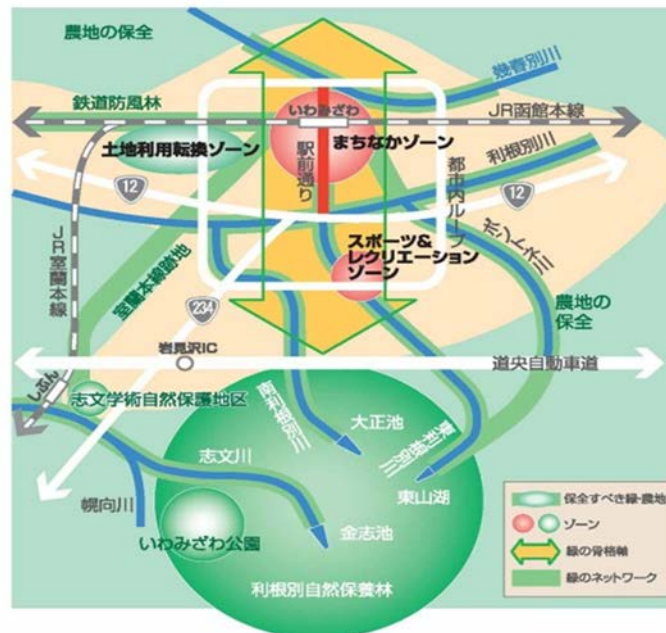 農地の保全
幾春別川
鉄道防風林
いわみざわ
JR函館本線
土地利用転換ゾーン
まちなかゾーン
駅前通り
利根別川
12
12
都市内ループ
JR室蘭本線
室蘭本線跡地
スポーツ&
レクリエーション
ゾーン
ポントネ川
234
農地の
保全
岩見沢IC
道央自動車道
しぶん
志文学術自然保護地区
南利根別川
大正池
東利根別川
志文川
東山湖
幌向川
いわみざわ公園
金志池
利根別自然保養林
保全すべき緑・農地
ゾーン
緑の骨格軸
緑のネットワーク